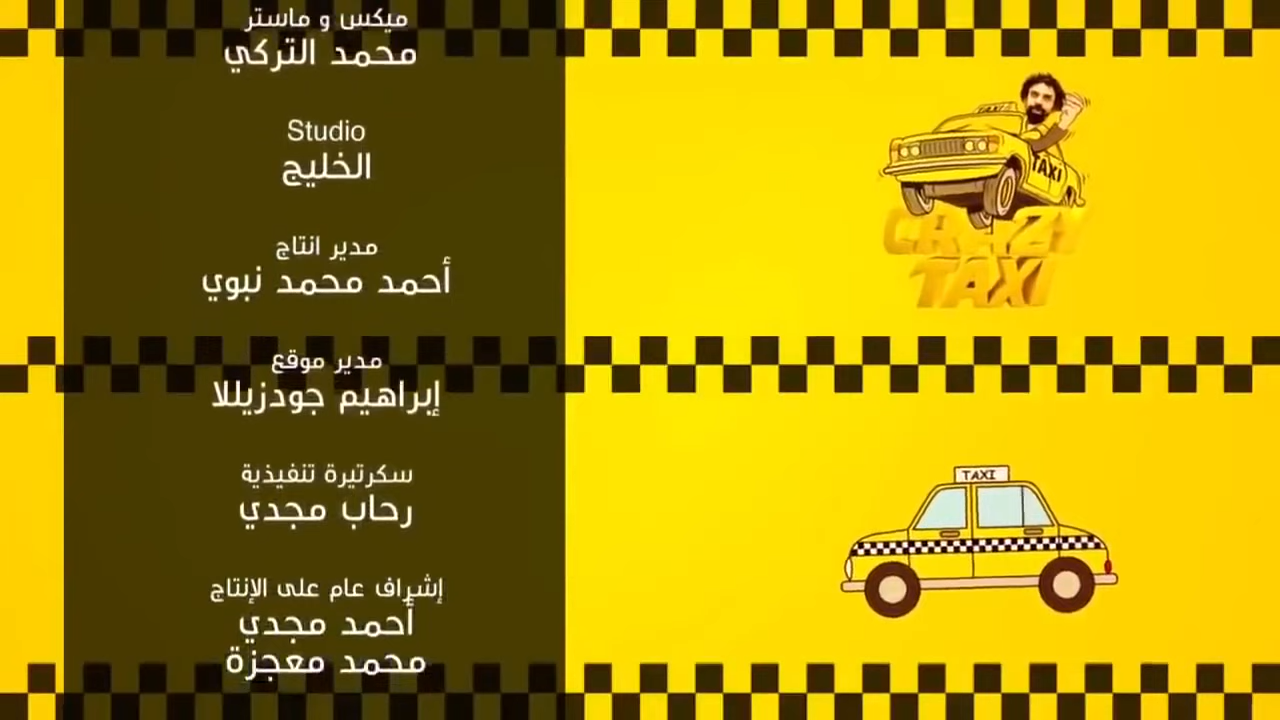 ميكس و ماستر
محمد التركي
Studio
الخليج
مدير انتاج
أحمد محمد نبوي
مدير موقع
إبراهيم جودزيللا
سكرتيرة تنفيذية
رحاب مجدي
إشراف عام على الإنتاج
أحمد مجدي
محمد معجزة
TAXI
TAXI
CRAZY
TAXI
TAXI